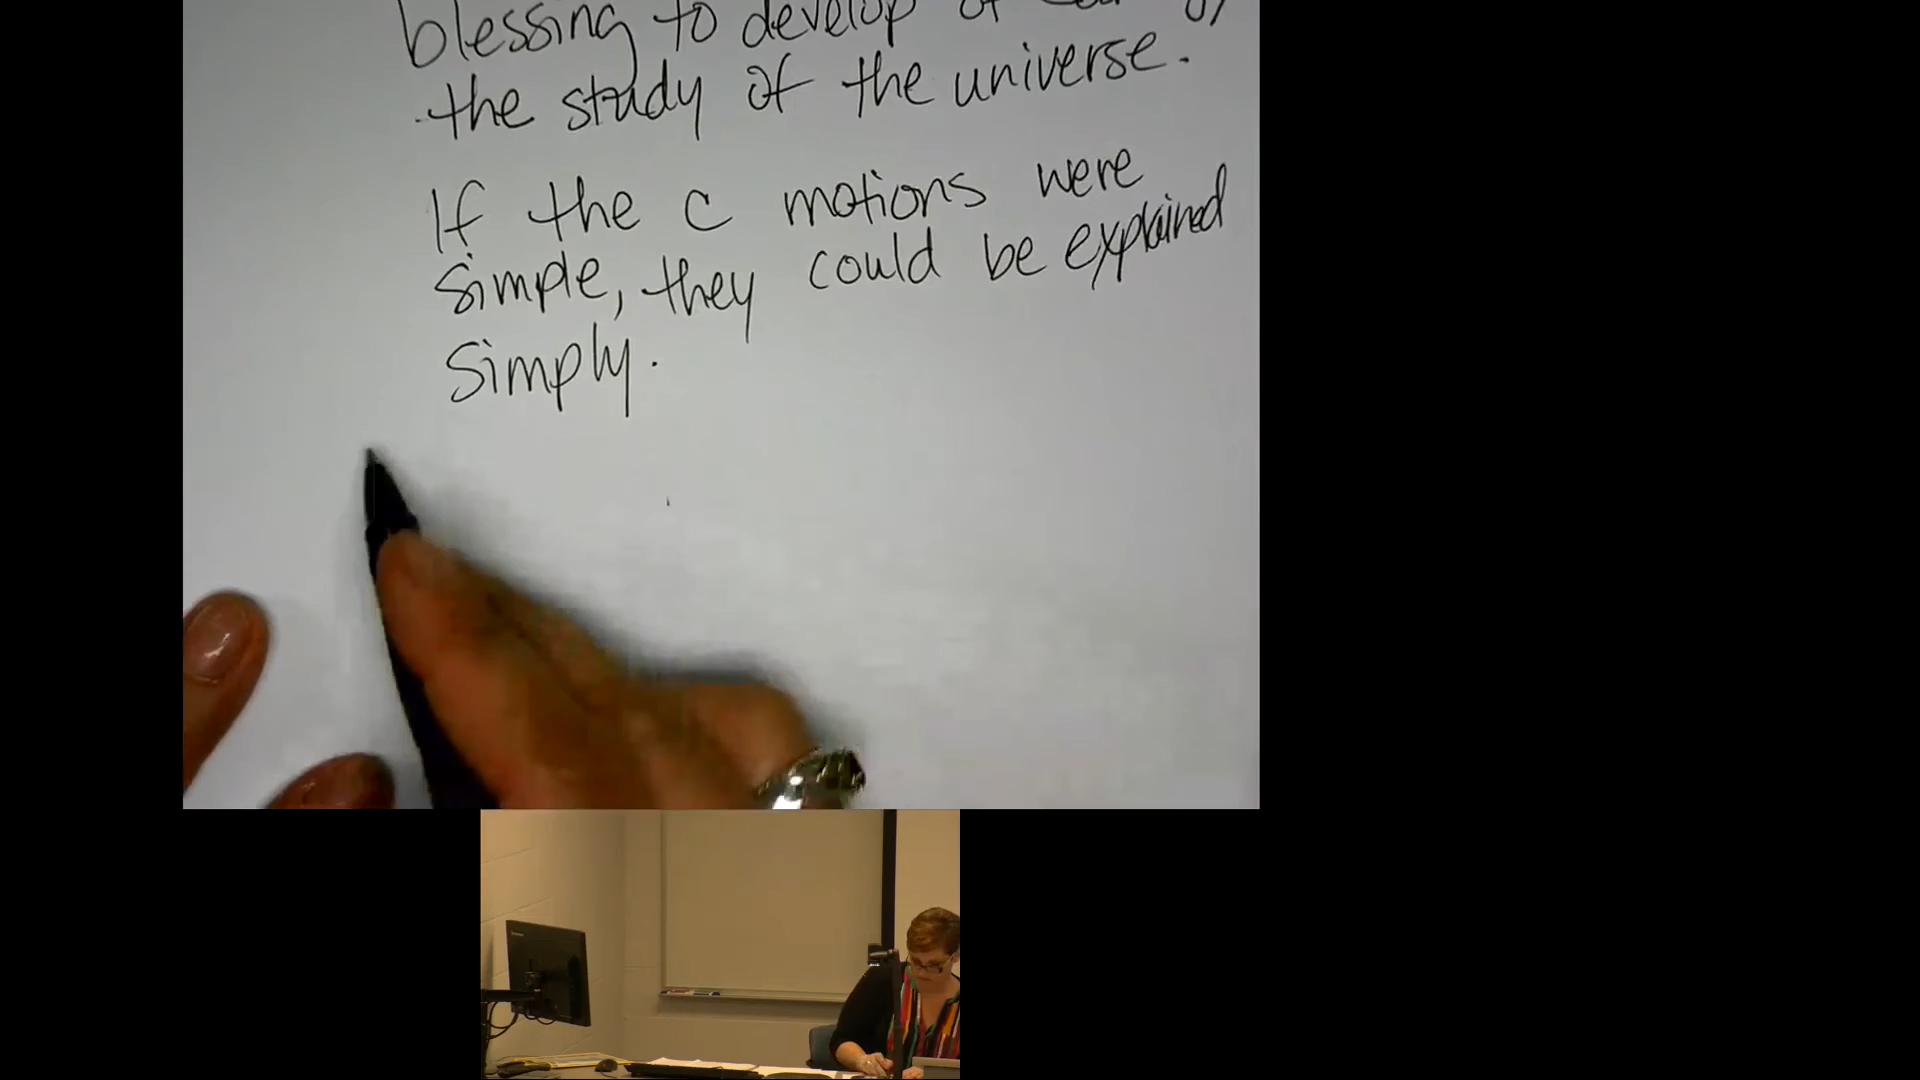 blessing to develop
the study of the universe.
If the c motions were
simple, they could be explained
simply.